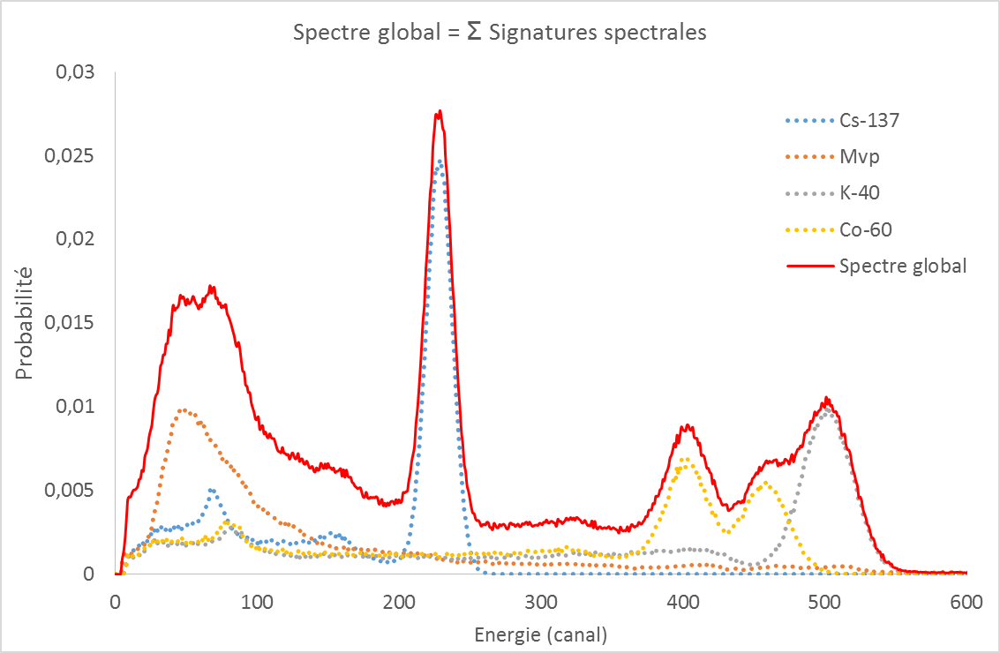 Spectre global = Σ Signatures spectrales
0,03
0,025
0,02
0,015
0,01
0,005
0
Probabilité
Cs-137
Mvp
K-40
Co-60
Spectre global
0 100 200 300 400 500 600
Energie (canal)